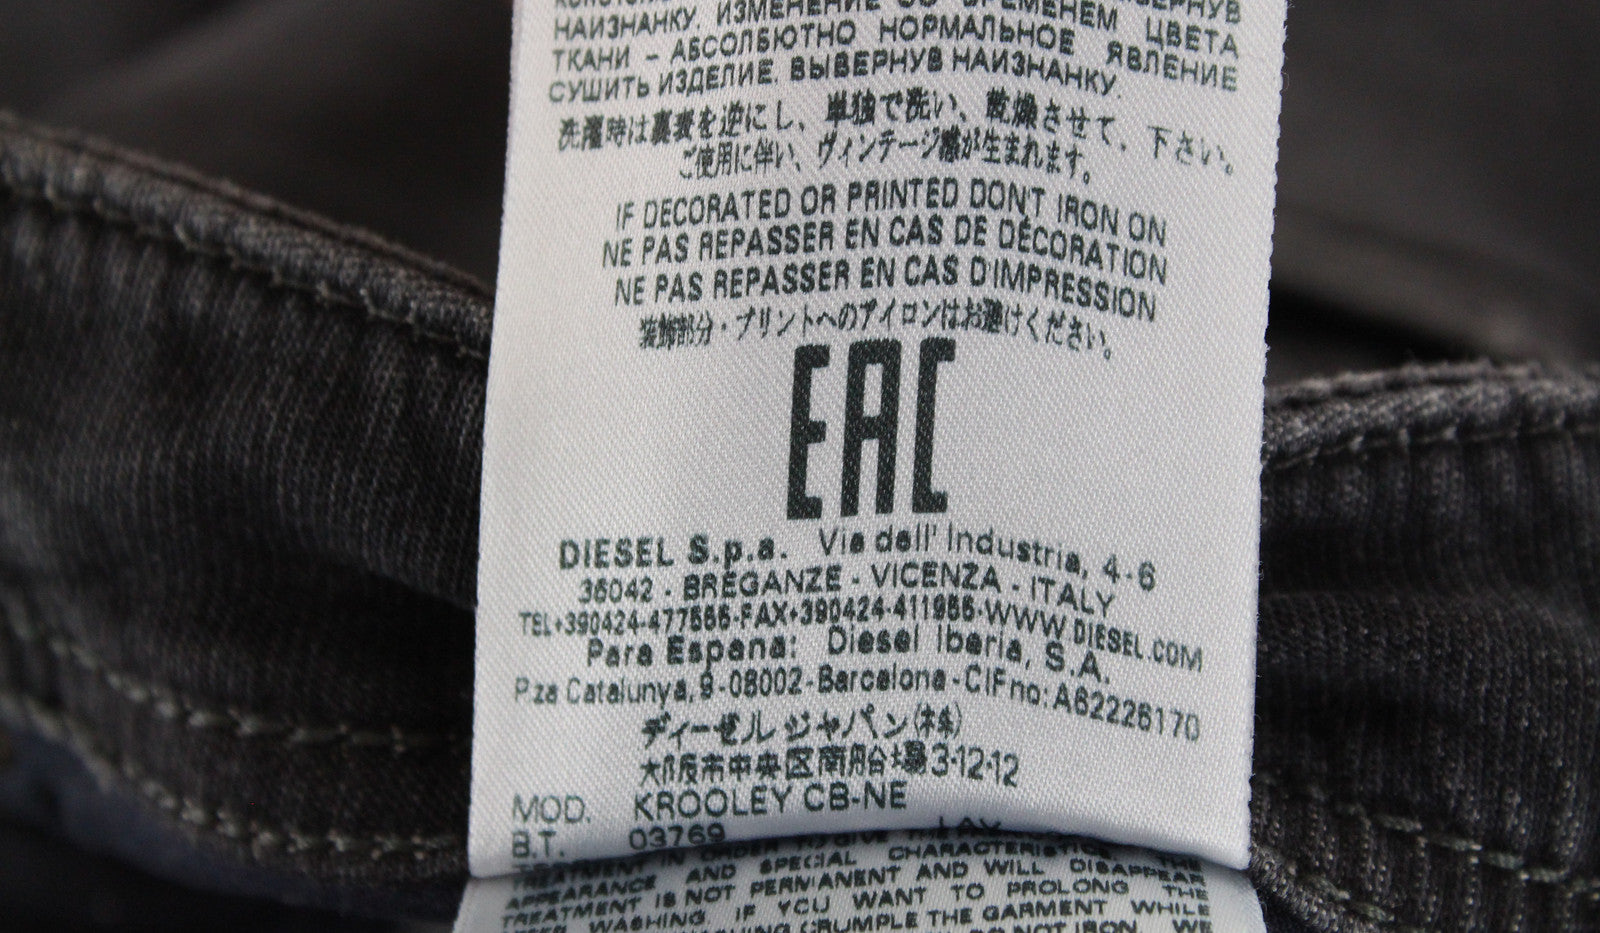 НАИЗНАНКУ. ИЗМЕНЕНИЕ СО ВРЕМЕНЕМ ЦВЕТА
ТКАНИ - АБСОЛБЮТНО НОРМАЛЬНОЕ ЯВЛЕНИЕ
СУШИТЬ ИЗДЕЛИЕ, ВЫВЕРНУВ НАИЗНАНКУ.
洗濯時は裏表を逆にし、単独で洗い、乾燥させて、下さい。
ご使用に伴い、ヴィンテージ感が生まれます。
IF DECORATED OR PRINTED DON'T IRON ON
NE PAS REPASSER EN CAS DE DÉCORATION
NE PAS REPASSER EN CAS D'IMPRESSION
装飾部分・プリントへのアイロンはお避けください。
EAC
DIESEL S.p.a. Via dell' Industria, 4-6
36042 - BREGANZE - VICENZA - ITALY
TEL+390424-477555-FAX+390424-411955-WWW.DIESEL.COM
Para Espana: Diesel Iberia, S.A.
Pza Catalunya, 9-08002-Barcelona-CIFno: A62226170
ディーゼルジャパン(株)
大阪市中央区南船台場3-12-12
MOD. KROOLEY CB-NE
B.T. 03769
TREATMENT IN ORDER AND SPECIAL CHARACTERISTICS. THE
APPEARANCE AND WILL DISAPPEAR
TREATMENT IS NOT PERMANENT AND
WASHING. IF YOU WANT TO PROLONG THE
CRUMPLE THE GARMENT WHILE
DO NOT IRON. WE